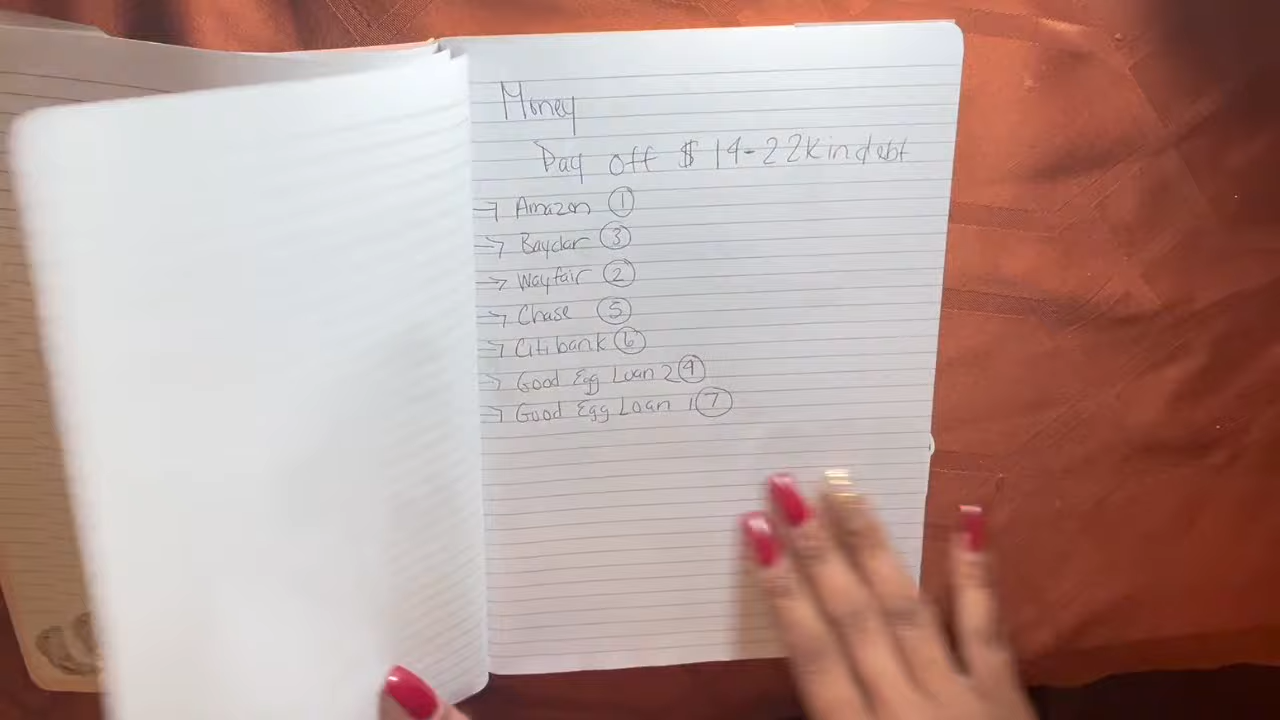 Money
Pay off $14-22k in debt
→ Amazon ①
→ Bayclar ③
→ Wayfair ②
→ Chase ⑤
→ Citibank ⑥
→ Good Egg Loan 2 ④
→ Good Egg Loan 1 ⑦